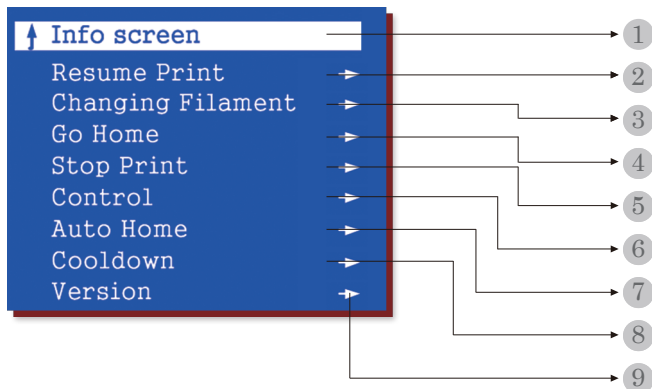 Info screen 1
Resume Print 2
Changing Filament 3
Go Home 4
Stop Print 5
Control 6
Auto Home 7
Cooldown 8
Version 9